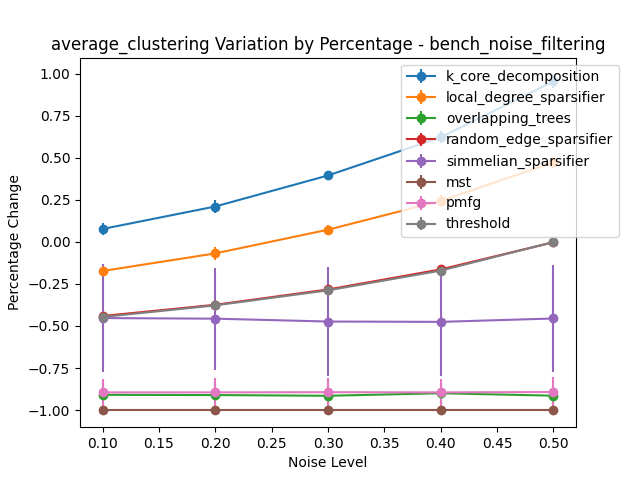 average_clustering Variation by Percentage - bench_noise_filtering
1.00
0.75
0.50
0.25
0.00
−0.25
−0.50
−0.75
−1.00
Percentage Change
k_core_decomposition
local_degree_sparsifier
overlapping_trees
random_edge_sparsifier
simmelian_sparsifier
mst
pmfg
threshold
0.10 0.15 0.20 0.25 0.30 0.35 0.40 0.45 0.50
Noise Level